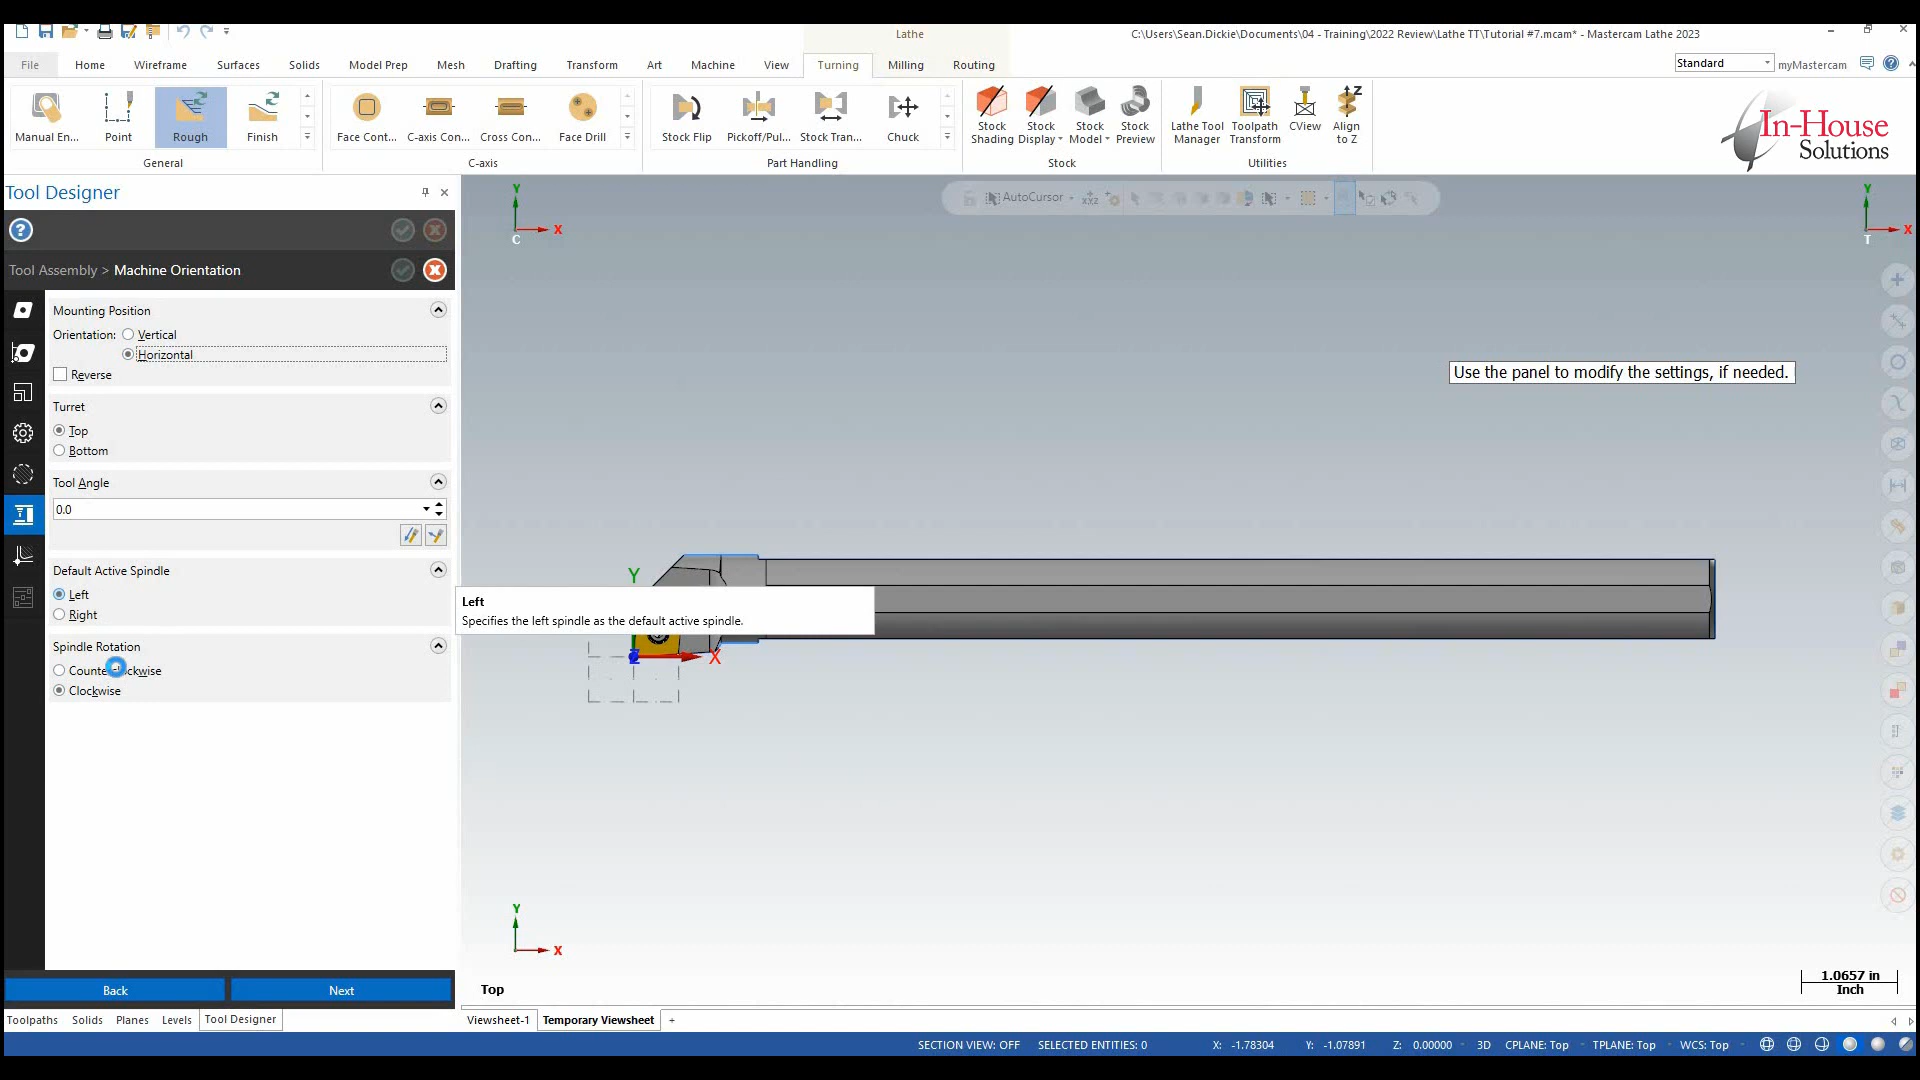 Lathe
C:\Users\Sean.Dickie\Documents\04 - Training\2022 Review\Lathe TT\Tutorial #7.mcam* - Mastercam Lathe 2023
File
Home
Wireframe
Surfaces
Solids
Model Prep
Mesh
Drafting
Transform
Art
Machine
View
Turning
Milling
Routing
Standard
myMastercam
Manual En...
Point
Rough
Finish
Face Cont...
C-axis Con...
Cross Con...
Face Drill
Stock Flip
Pickoff/Pul...
Stock Tran...
Chuck
Stock Shading
Stock Display
Stock Model
Stock Preview
Lathe Tool Manager
Toolpath Transform
CView
Align to Z
General
C-axis
Part Handling
Stock
Utilities
In-House
Solutions
Tool Designer
AutoCursor
Tool Assembly > Machine Orientation
Mounting Position
Orientation:
Vertical
Horizontal
Reverse
Turret
Top
Bottom
Tool Angle
0.0
Default Active Spindle
Left
Right
Spindle Rotation
Clockwise
Back
Next
Use the panel to modify the settings, if needed.
Left
Specifies the left spindle as the default active spindle.
Y
X
C
Y
X
T
Y
Z
X
Y
X
Top
1.0657 in
Inch
Toolpaths
Solids
Planes
Levels
Tool Designer
Viewsheet-1
Temporary Viewsheet
+
SECTION VIEW: OFF
SELECTED ENTITIES: 0
X: -1.78304
Y: -1.07891
Z: 0.00000
3D
CPLANE: Top
TPLANE: Top
WCS: Top